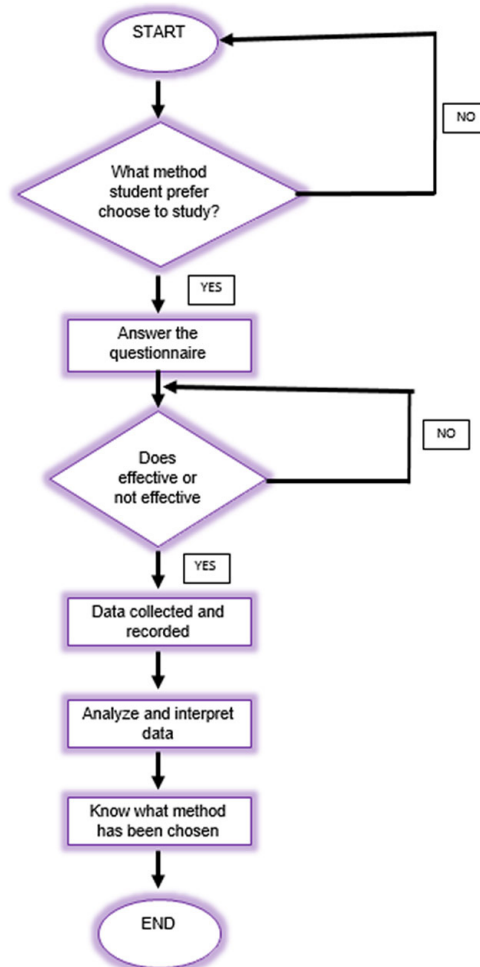 START
NO
What method
student prefer
choose to study?
YES
Answer the
questionnaire
NO
Does
effective or
not effective
YES
Data collected and
recorded
Analyze and interpret
data
Know what method
has been chosen
END